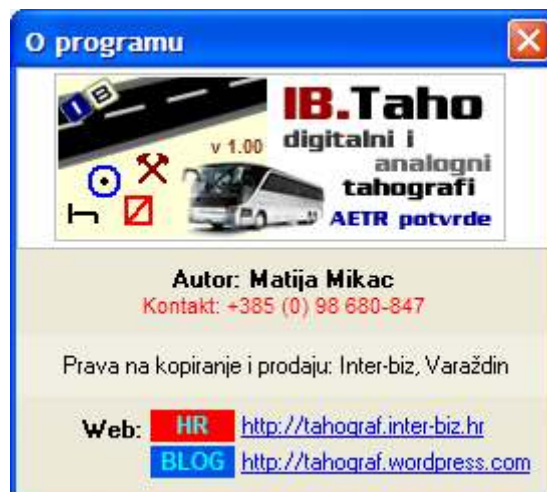 O programu
I B
IB.Taho
digitalni i
analogni
tahografi
AETR potvrde
v 1.00
Autor: Matija Mikac
Kontakt: +385 (0) 98 680-847
Prava na kopiranje i prodaju: Inter-biz, Varaždin
Web: HR http://tahograf.inter-biz.hr
BLOG http://tahograf.wordpress.com